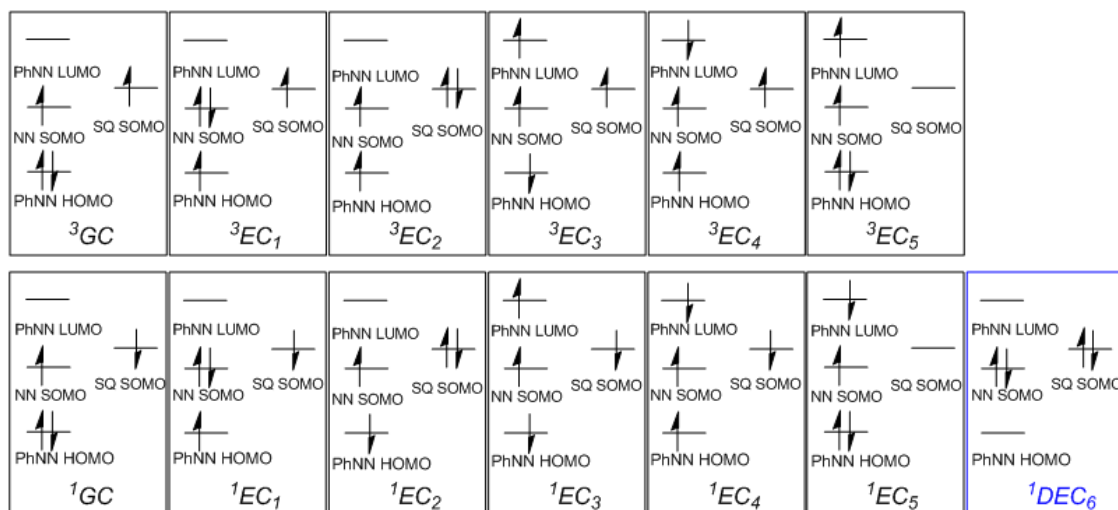 PhNN LUMO PhNN LUMO PhNN LUMO PhNN LUMO PhNN LUMO PhNN LUMO
NN SOMO SQ SOMO NN SOMO SQ SOMO NN SOMO SQ SOMO NN SOMO SQ SOMO NN SOMO SQ SOMO NN SOMO SQ SOMO
PhNN HOMO PhNN HOMO PhNN HOMO PhNN HOMO PhNN HOMO PhNN HOMO
³GC ³EC₁ ³EC₂ ³EC₃ ³EC₄ ³EC₅
PhNN LUMO PhNN LUMO PhNN LUMO PhNN LUMO PhNN LUMO PhNN LUMO PhNN LUMO
NN SOMO SQ SOMO NN SOMO SQ SOMO NN SOMO SQ SOMO NN SOMO SQ SOMO NN SOMO SQ SOMO NN SOMO SQ SOMO NN SOMO SQ SOMO
PhNN HOMO PhNN HOMO PhNN HOMO PhNN HOMO PhNN HOMO PhNN HOMO PhNN HOMO
¹GC ¹EC₁ ¹EC₂ ¹EC₃ ¹EC₄ ¹EC₅ ¹DEC₆